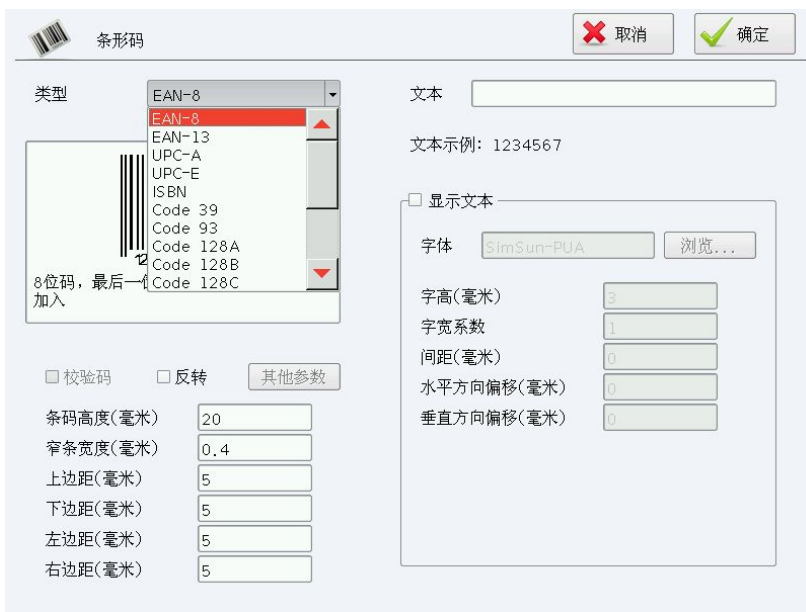 条形码
取消
确定
类型
EAN-8
EAN-8
EAN-13
UPC-A
UPC-E
ISBN
Code 39
Code 93
Code 128A
Code 128B
Code 128C
8位码，最后一
加入
校验码
反转
其他参数
条码高度(毫米)
20
窄条宽度(毫米)
0.4
上边距(毫米)
5
下边距(毫米)
5
左边距(毫米)
5
右边距(毫米)
5
文本
文本示例: 1234567
显示文本
字体
SimSun-PUA
浏览...
字高(毫米)
3
字宽系数
1
间距(毫米)
0
水平方向偏移(毫米)
0
垂直方向偏移(毫米)
0